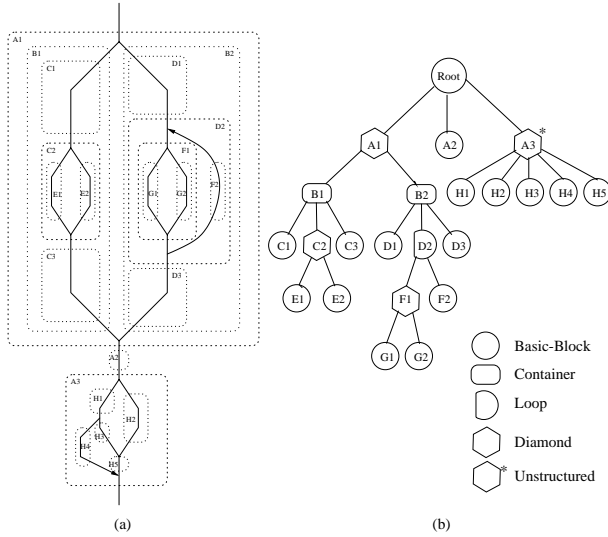 A1
B1
B2
C1
D1
D2
C2
F1
E1
E2
G1
G2
F2
C3
D3
A2
A3
H1
H2
H3
H4
H5
(a)
Root
A1
A2
A3
*
B1
B2
H1
H2
H3
H4
H5
C1
C2
C3
D1
D2
D3
E1
E2
F1
F2
G1
G2
Basic-Block
Container
Loop
Diamond
*
Unstructured
(b)